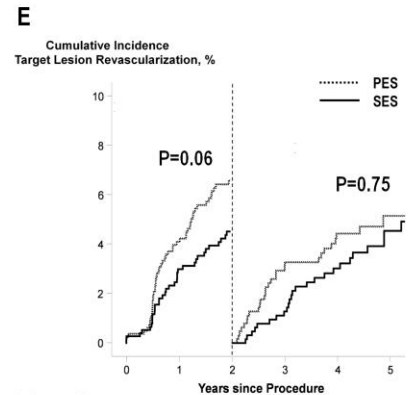 E
Cumulative Incidence
Target Lesion Revascularization, %
PES
SES
P=0.06
P=0.75
10
8
6
4
2
0
0 1 2 3 4 5
Years since Procedure